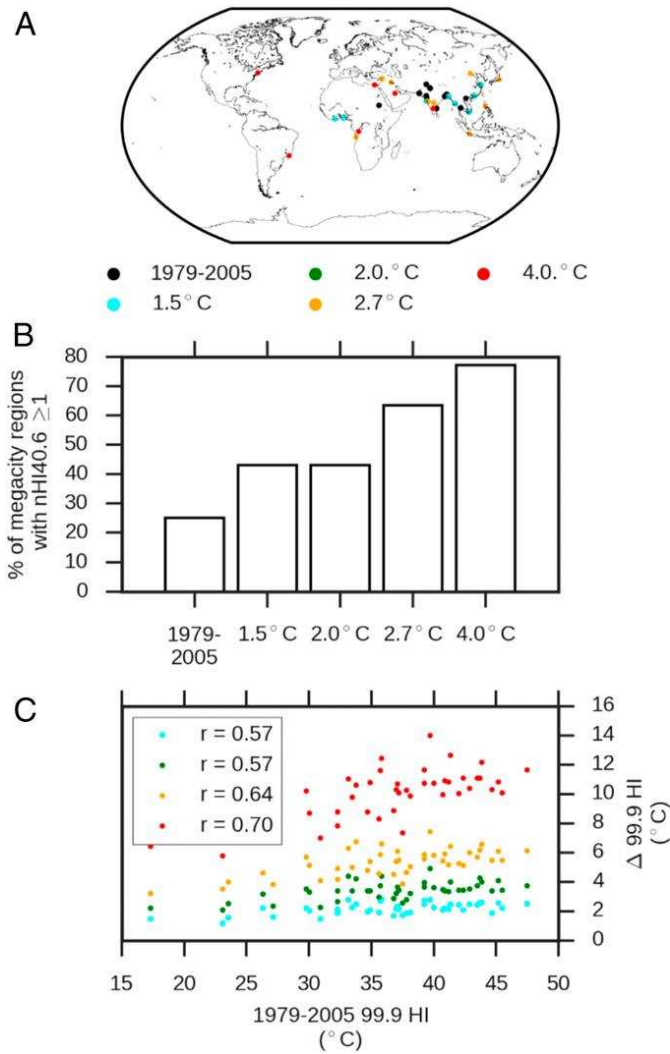 A
1979-2005
2.0.°C
4.0.°C
1.5°C
2.7°C
B
% of megacity regions
with nHI40.6 ≥1
80
70
60
50
40
30
20
10
0
1979-
2005
1.5°C
2.0°C
2.7°C
4.0°C
C
r = 0.57
r = 0.57
r = 0.64
r = 0.70
16
14
12
10
8
6
4
2
0
Δ 99.9 HI
(°C)
15 20 25 30 35 40 45 50
1979-2005 99.9 HI
(°C)